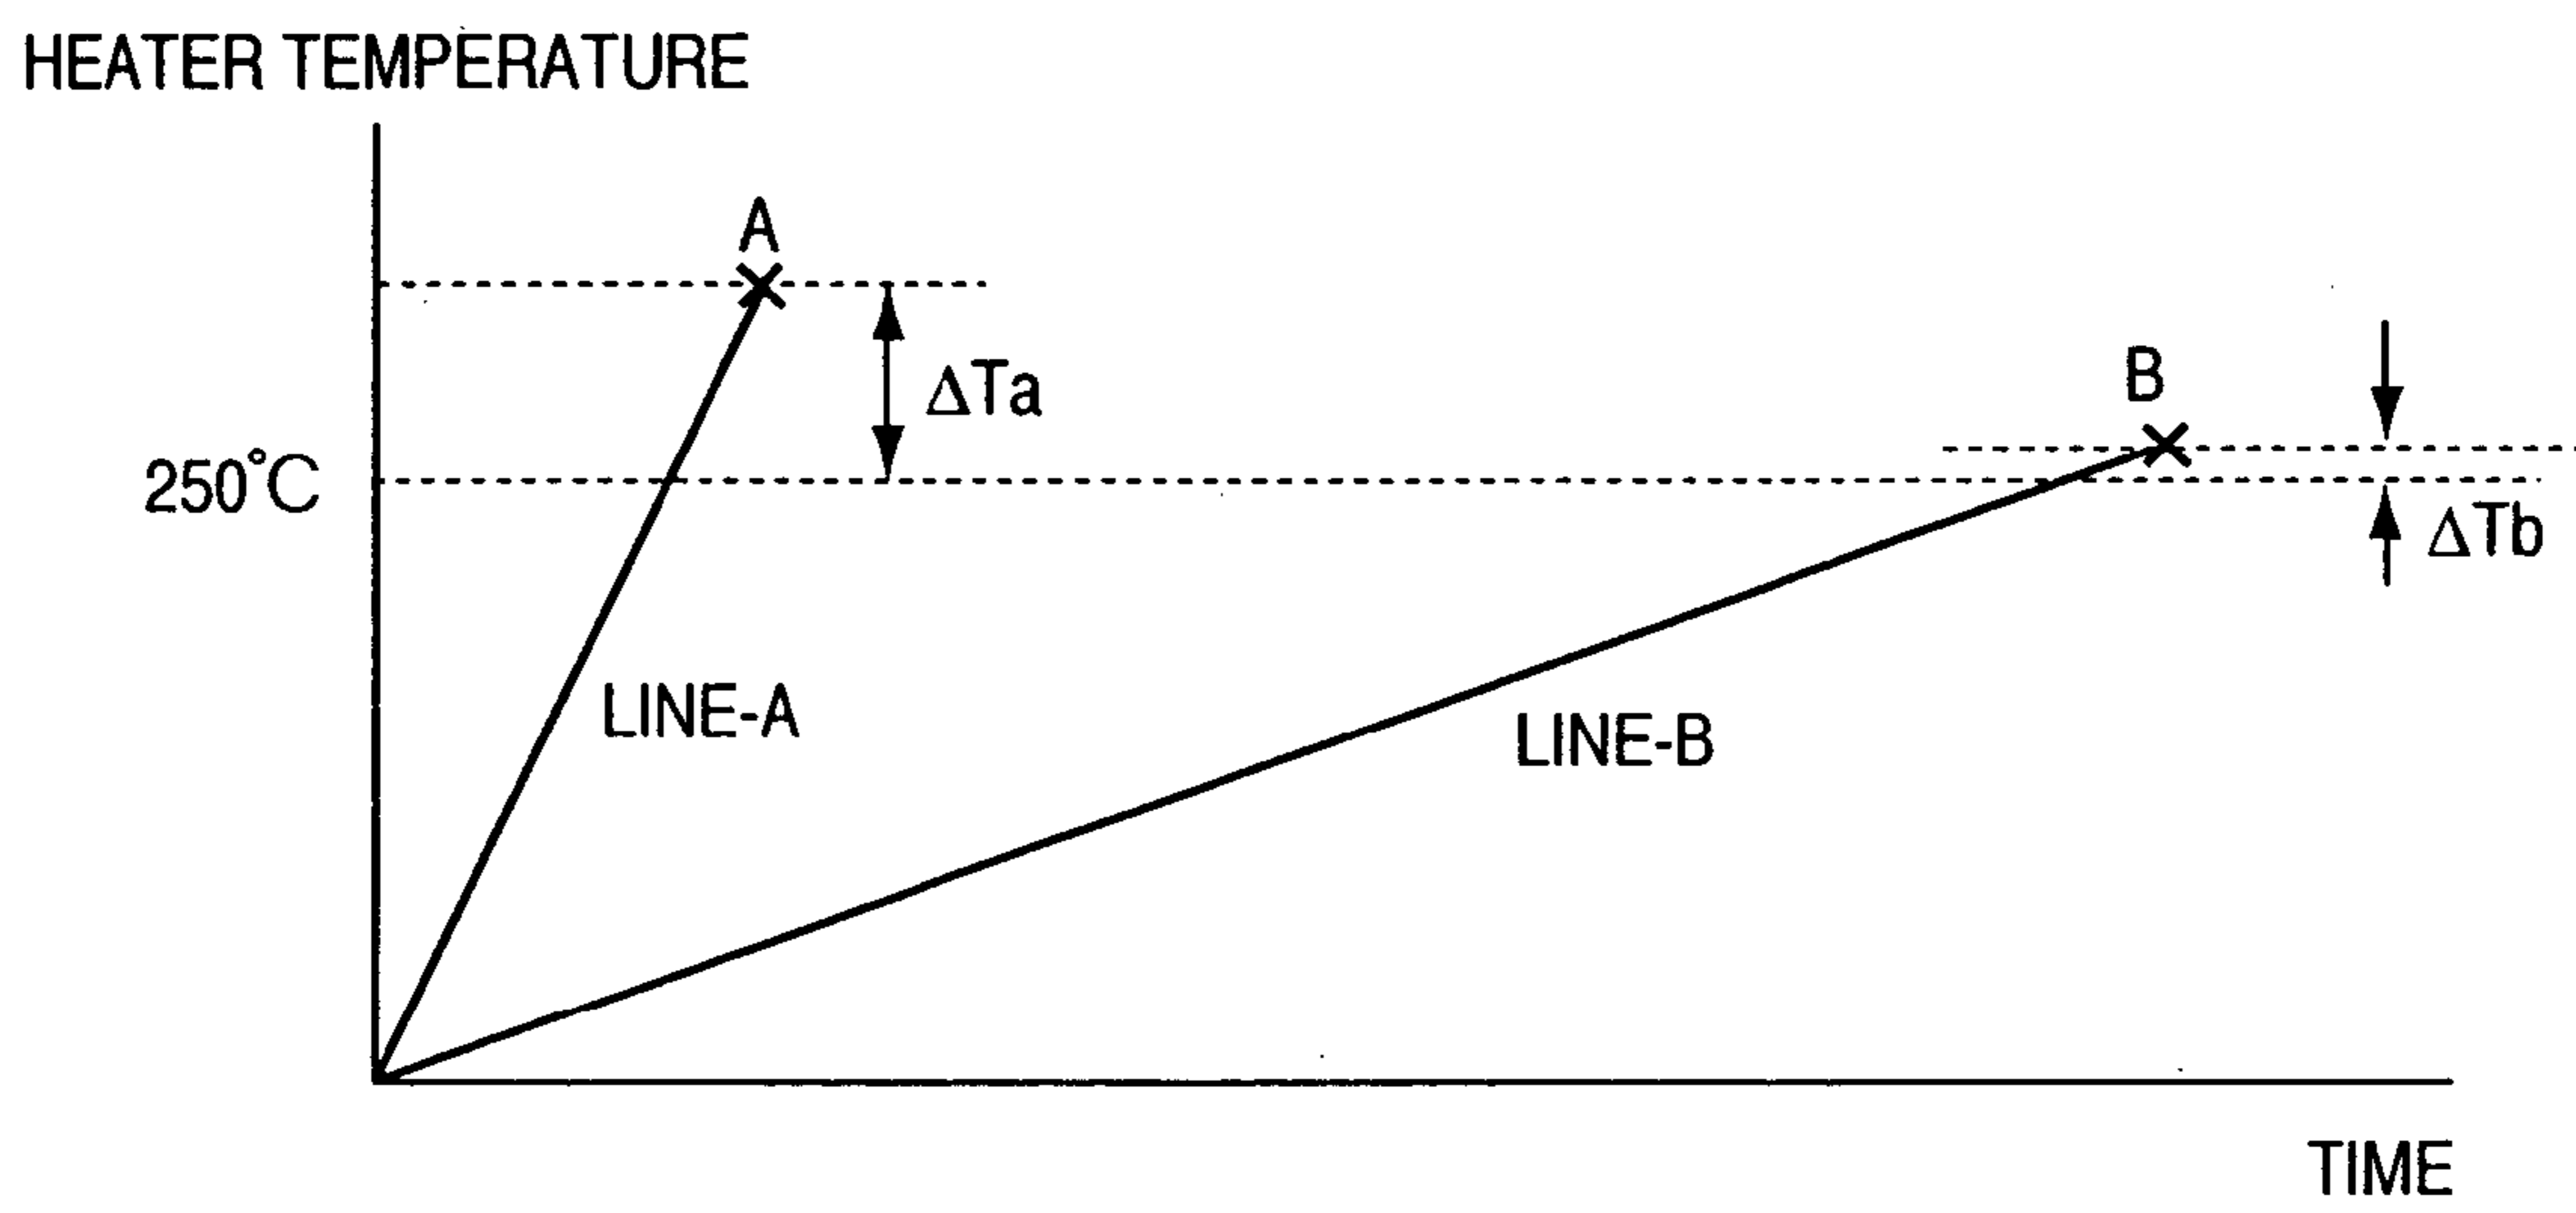 HEATER TEMPERATURE
A
ΔTa
B
250°C
ΔTb
LINE-A
LINE-B
TIME